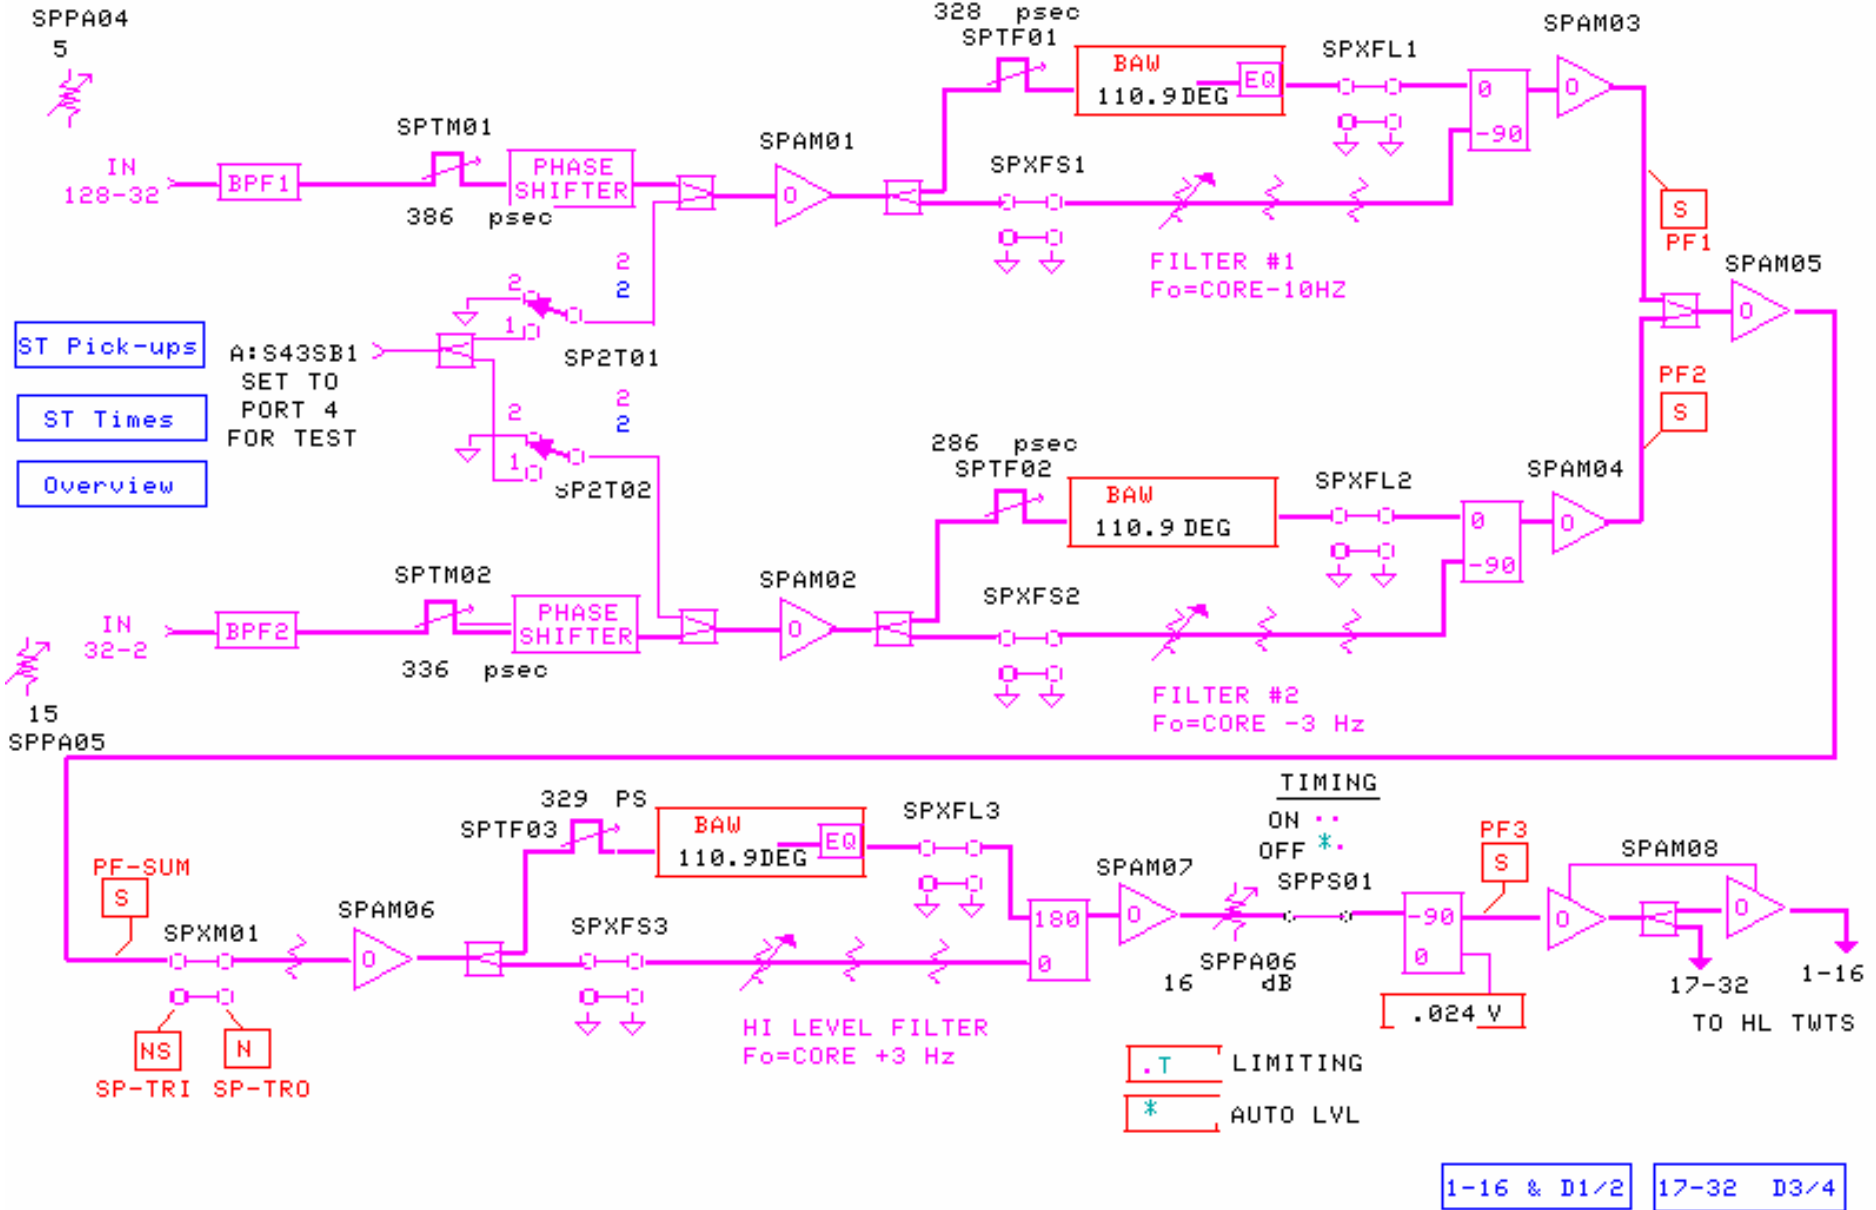 SPPA04
5
328 psec
SPTF01
SPAM03
BAW
EQ
110.9DEG
SPXFL1
0
-90
0
SPTM01
SPAM01
IN
128-32
BPF1
PHASE
SHIFTER
0
SPXFS1
386 psec
S
PF1
FILTER #1
Fo=CORE-10HZ
SPAM05
0
2
2
2
1
SP2T01
ST Pick-ups
A:S43SB1
SET TO
PORT 4
FOR TEST
ST Times
Overview
2
2
2
1
SP2T02
PF2
S
286 psec
SPTF02
BAW
110.9 DEG
SPXFL2
0
-90
SPAM04
0
SPTM02
SPAM02
IN
32-2
BPF2
PHASE
SHIFTER
0
SPXFS2
336 psec
FILTER #2
Fo=CORE -3 Hz
15
SPPA05
TIMING
ON ..
OFF *.
329 PS
SPTF03
BAW
EQ
110.9DEG
SPXFL3
PF-SUM
S
SPXM01
SPAM06
0
SPXFS3
180
0
SPAM07
0
SPPA06
16 dB
SPPS01
-90
0
PF3
S
SPAM08
0
0
17-32
1-16
TO HL TWTS
.024 V
NS
N
SP-TRI
SP-TRO
HI LEVEL FILTER
Fo=CORE +3 Hz
.T LIMITING
* AUTO LVL
1-16 & D1/2
17-32 D3/4